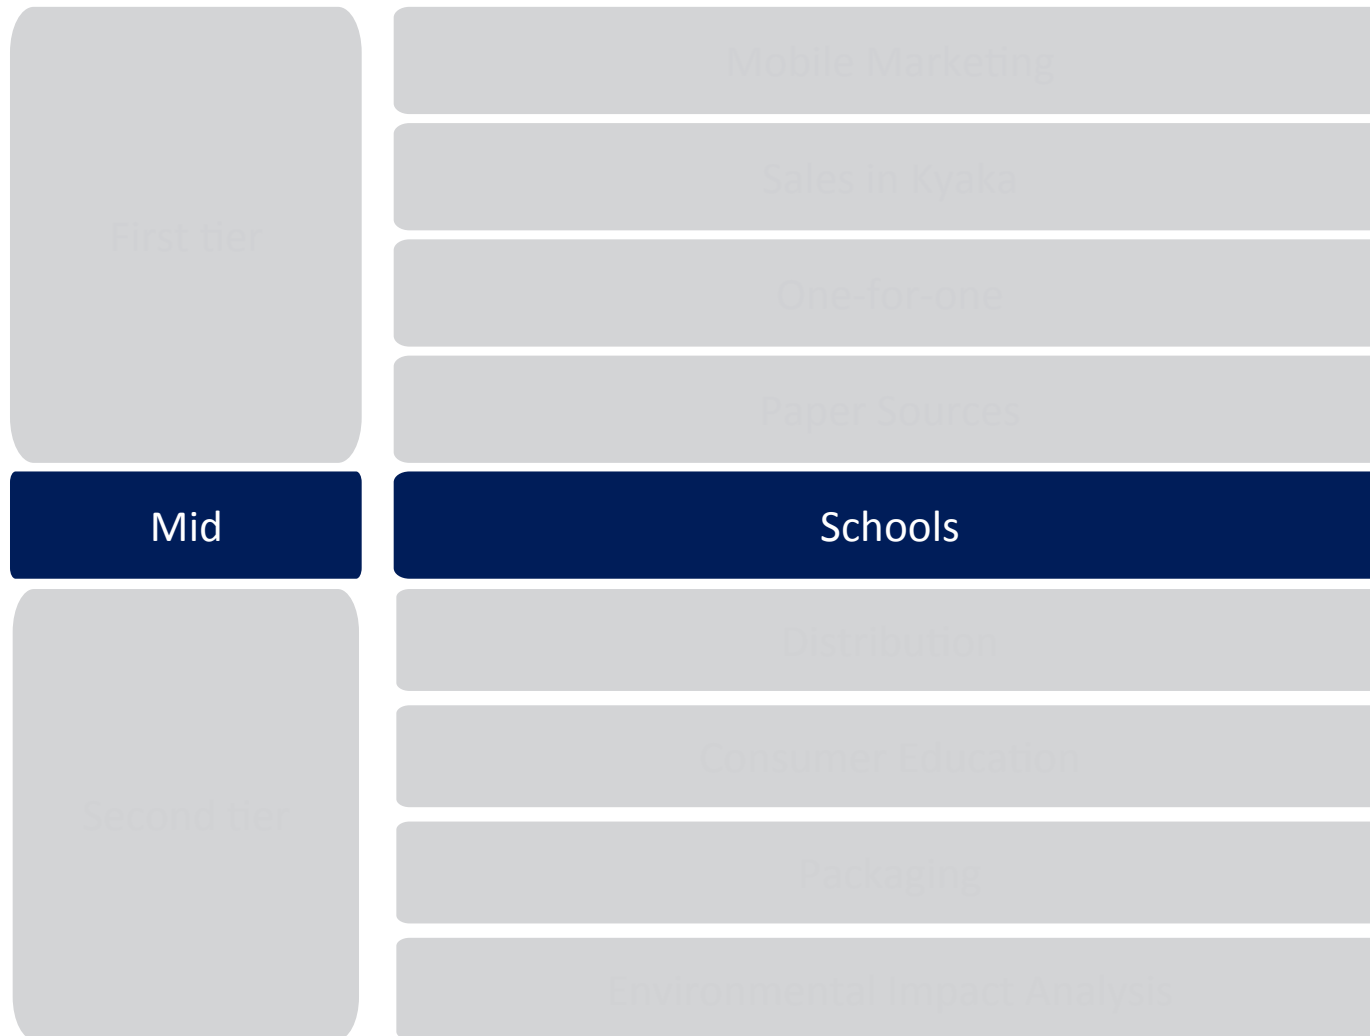 Mobile Marketing
Sales in Kyaka
First tier
One-for-one
Paper Sources
Mid
Schools
Distribution
Consumer Education
Second tier
Packaging
Environmental Impact Analysis